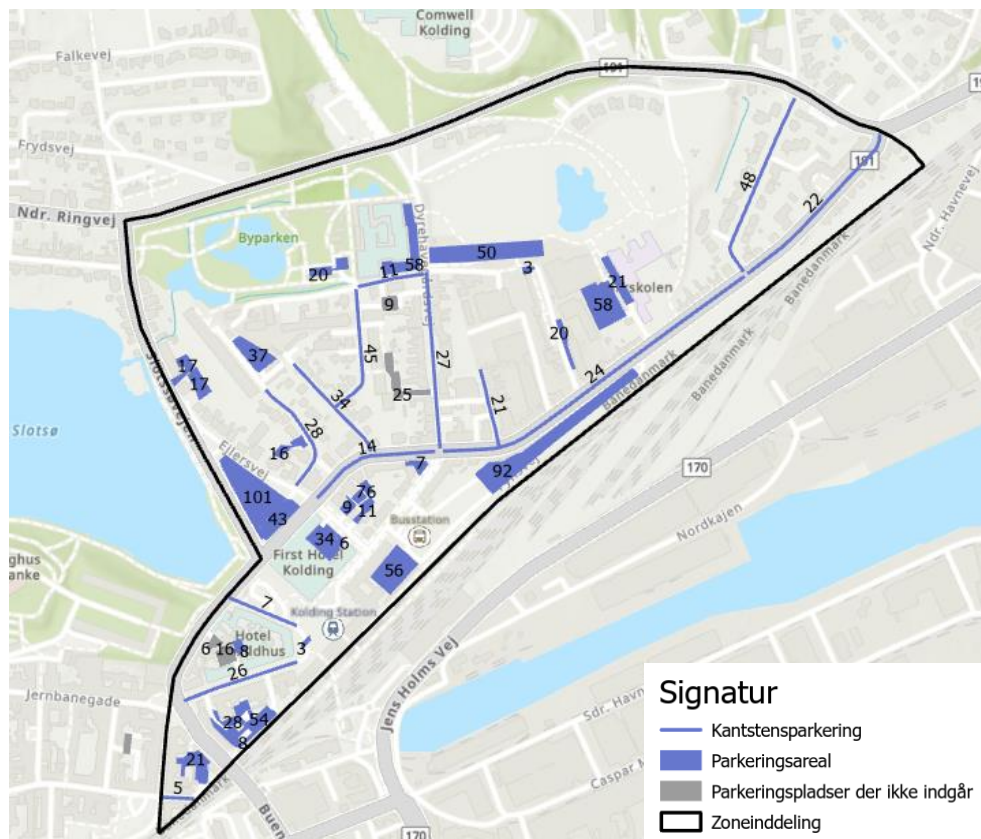 Comwell
Kolding
Falkevej
191
Frydsvej
191
48
22
Ndr. Havnevej
Ndr. Ringvej
Byparken
20
11
58
50
3
21
skolen
58
9
20
Banedanmark
Banedanmark
Banedanmark
17
17
37
45
27
25
34
24
21
Slotssøvejen
Slotsø
28
14
16
Ejlersvej
7
92
170
101
43
76
9
11
34
6
Busstation
Nordkajen
First Hotel
Kolding
56
7
Kolding Station
Hotel
6
16
8
3
26
Jens Holms Vej
Jernbanegade
28
54
8
21
5
170
Signatur
Kantstensparkering
Parkeringsareal
Parkeringspladser der ikke indgår
Zoneinddeling